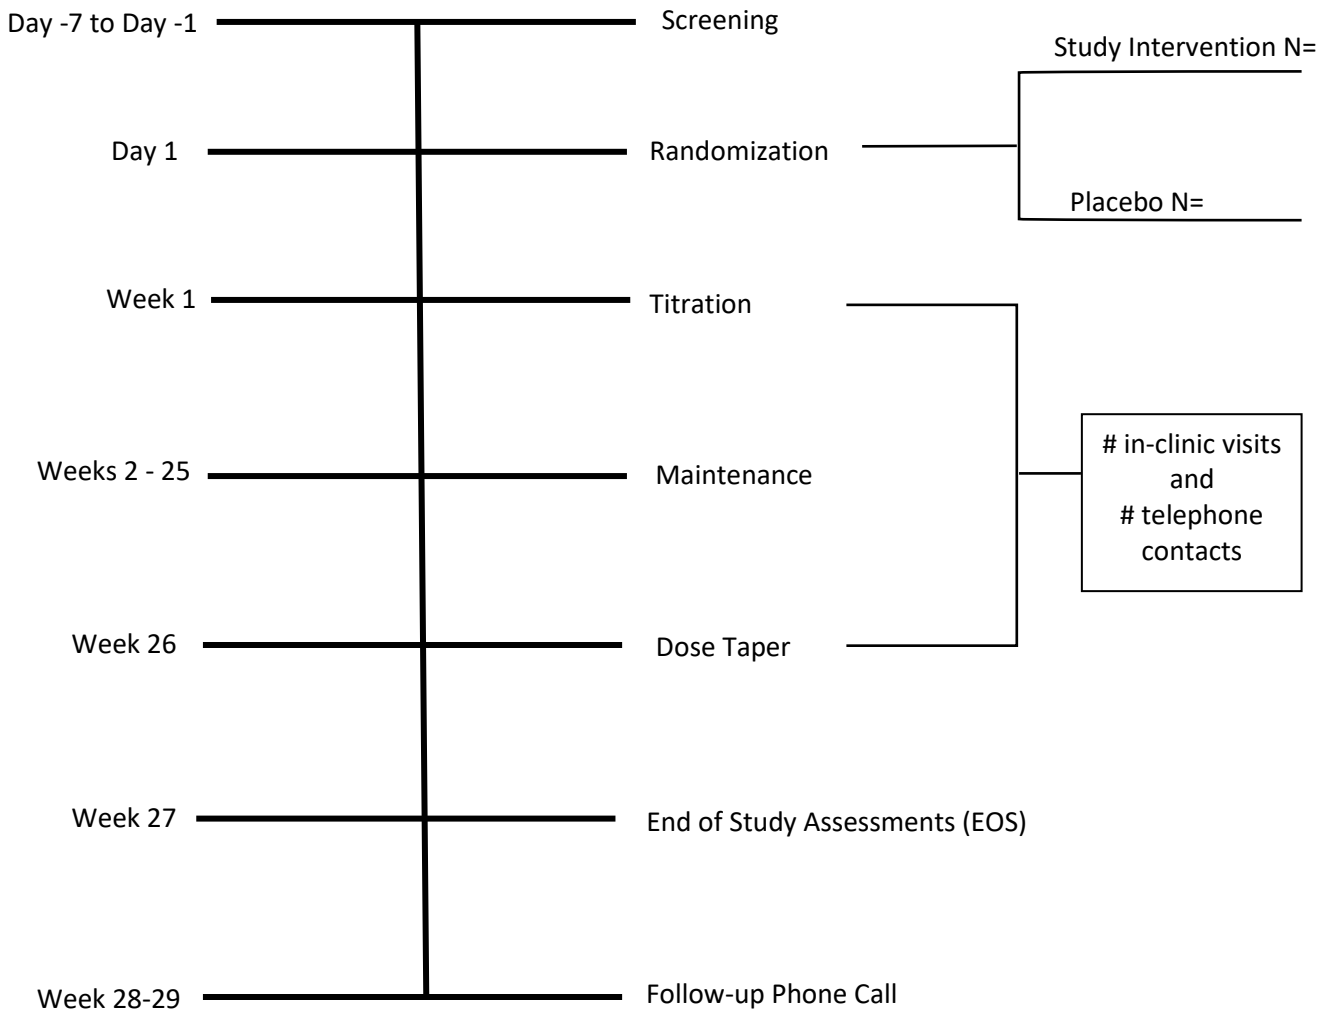 Day -7 to Day -1
Screening
Study Intervention N=
Day 1
Randomization
Placebo N=
Week 1
Titration
Weeks 2 - 25
Maintenance
# in-clinic visits
and
# telephone
contacts
Week 26
Dose Taper
Week 27
End of Study Assessments (EOS)
Week 28-29
Follow-up Phone Call